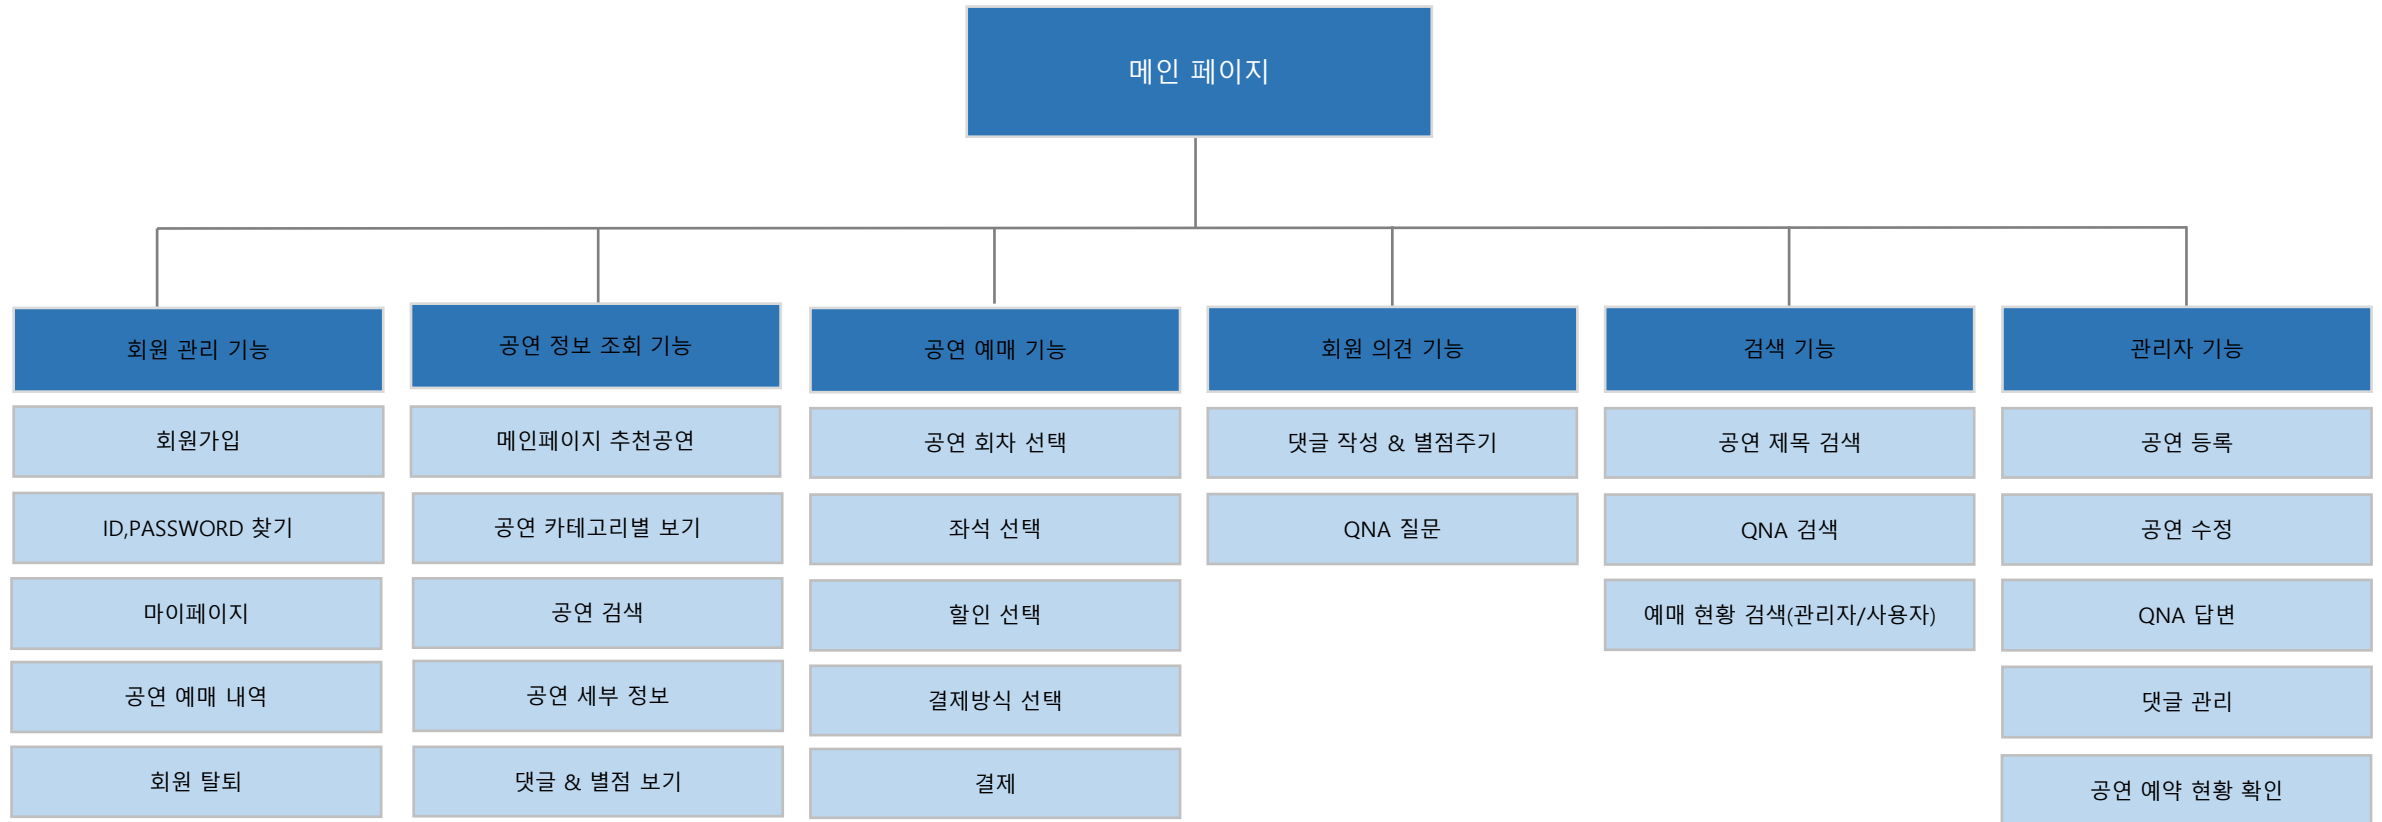 메인 페이지
회원 관리 기능
회원가입
ID,PASSWORD 찾기
마이페이지
공연 예매 내역
회원 탈퇴
공연 정보 조회 기능
메인페이지 추천공연
공연 카테고리별 보기
공연 검색
공연 세부 정보
댓글 & 별점 보기
공연 예매 기능
공연 회차 선택
좌석 선택
할인 선택
결제방식 선택
결제
회원 의견 기능
댓글 작성 & 별점주기
QNA 질문
검색 기능
공연 제목 검색
QNA 검색
예매 현황 검색(관리자/사용자)
관리자 기능
공연 등록
공연 수정
QNA 답변
댓글 관리
공연 예약 현황 확인